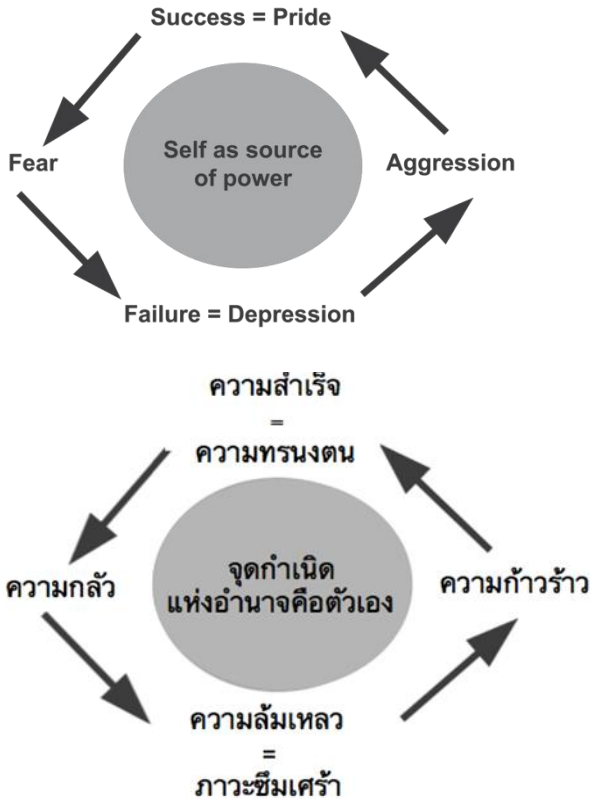 Success = Pride
Fear
Self as source
of power
Aggression
Failure = Depression
ความสำเร็จ
=
ความทรนงตน
ความกลัว
จุดกำเนิด
แห่งอำนาจคือตัวเอง
ความก้าวร้าว
ความล้มเหลว
=
ภาวะซึมเศร้า